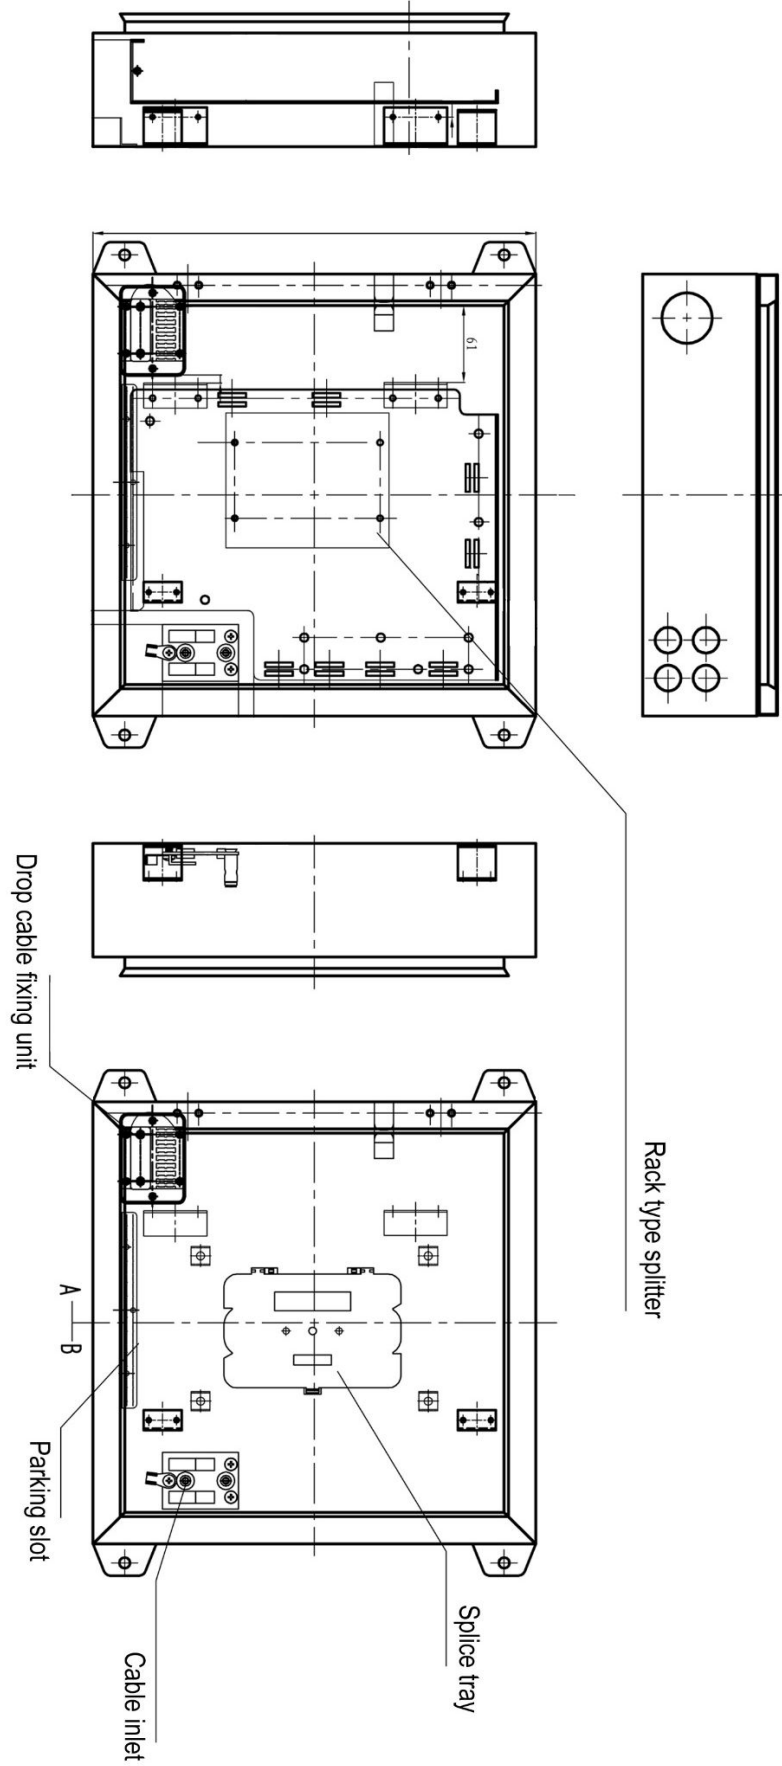 Rack type splitter
61
Splice tray
Drop cable fixing unit
A
B
Parking slot
Cable inlet